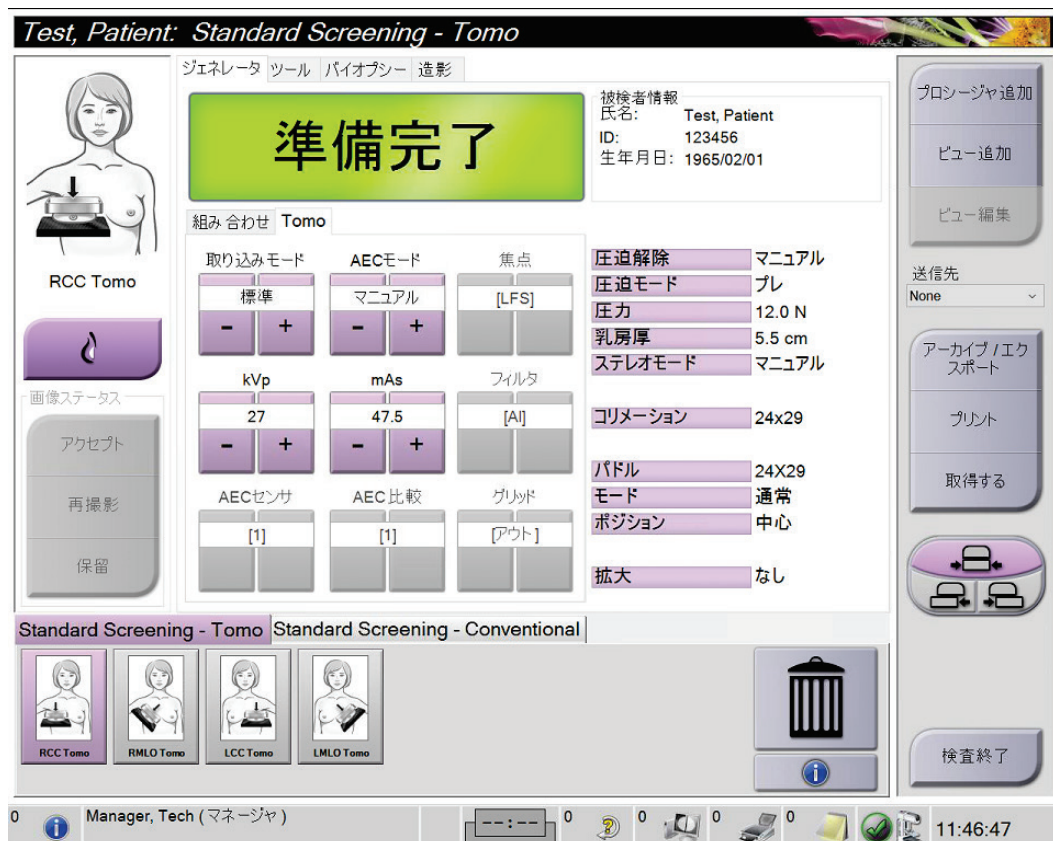 Test, Patient: Standard Screening - Tomo
ジェネレータ ツール バイオプシー 造影
準備完了
被検者情報
氏名: Test, Patient
ID: 123456
生年月日: 1965/02/01
RCC Tomo
画像ステータス
アクセプト
再撮影
保留
組み合わせ Tomo
取り込みモード AECモード 焦点
標準 マニュアル [LFS]
- + - +
kVp mAs フィルタ
27 47.5 [Al]
- + - +
AECセンサ AEC比較 グリッド
[1] [1] [アウト]
圧迫解除 マニュアル
圧迫モード プレ
圧力 12.0 N
乳房厚 5.5 cm
ステレオモード マニュアル
コリメーション 24x29
パドル 24X29
モード 通常
ポジション 中心
拡大 なし
プロシージャ追加
ビュー追加
ビュー編集
送信先
None
アーカイブ / エク
スポート
プリント
取得する
検査終了
Standard Screening - Tomo Standard Screening - Conventional
RCC Tomo RMLO Tomo LCC Tomo LMLO Tomo
0 Manager, Tech (マネージャ) --:-- 0 0 0 0 11:46:47